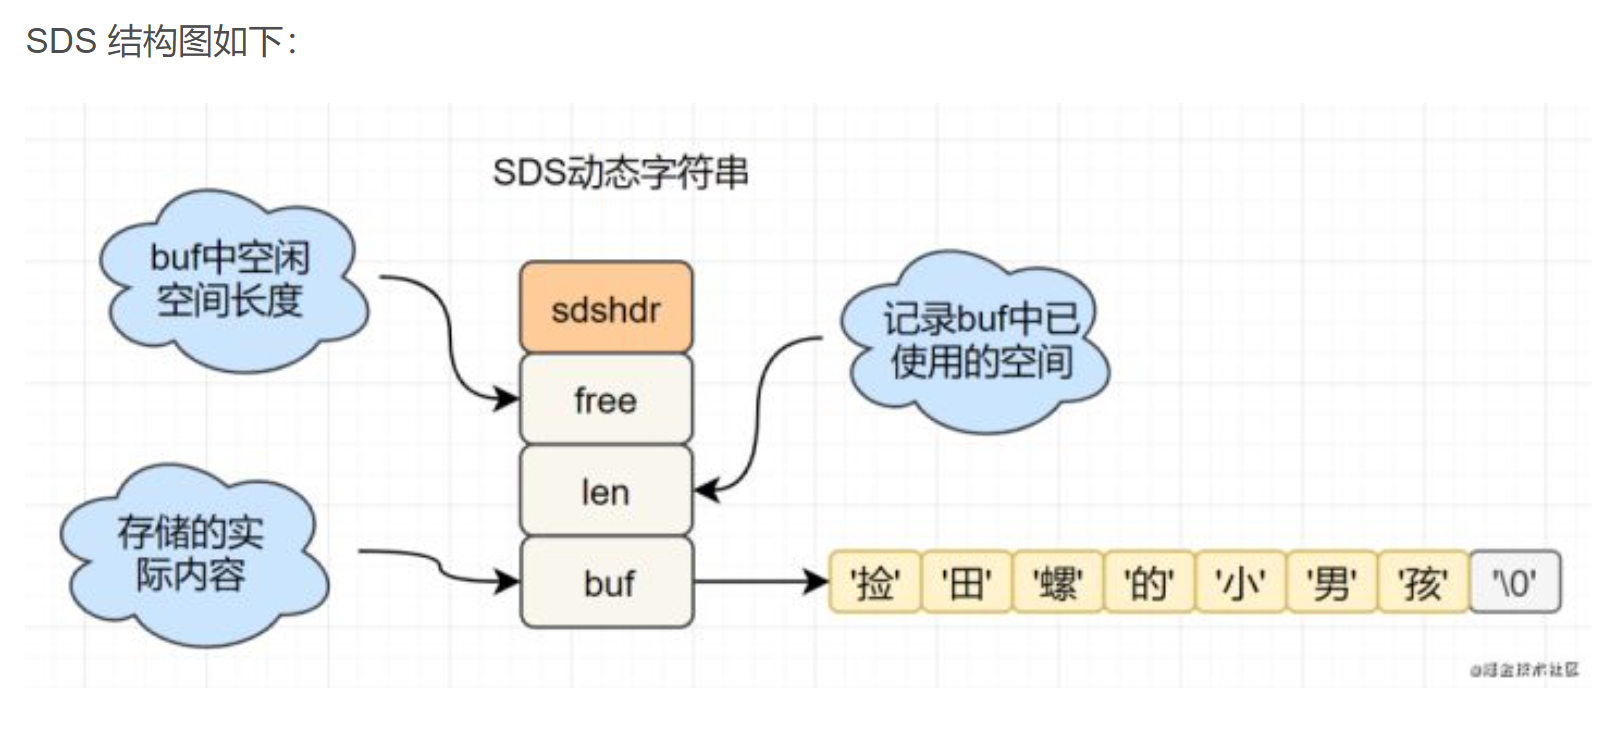 SDS 结构图如下：
SDS动态字符串
buf中空闲
空间长度
sdshdr
记录buf中已
使用的空间
free
len
存储的实
际内容
buf
'捡' '田' '螺' '的' '小' '男' '孩' '\0'
@掘金技术社区